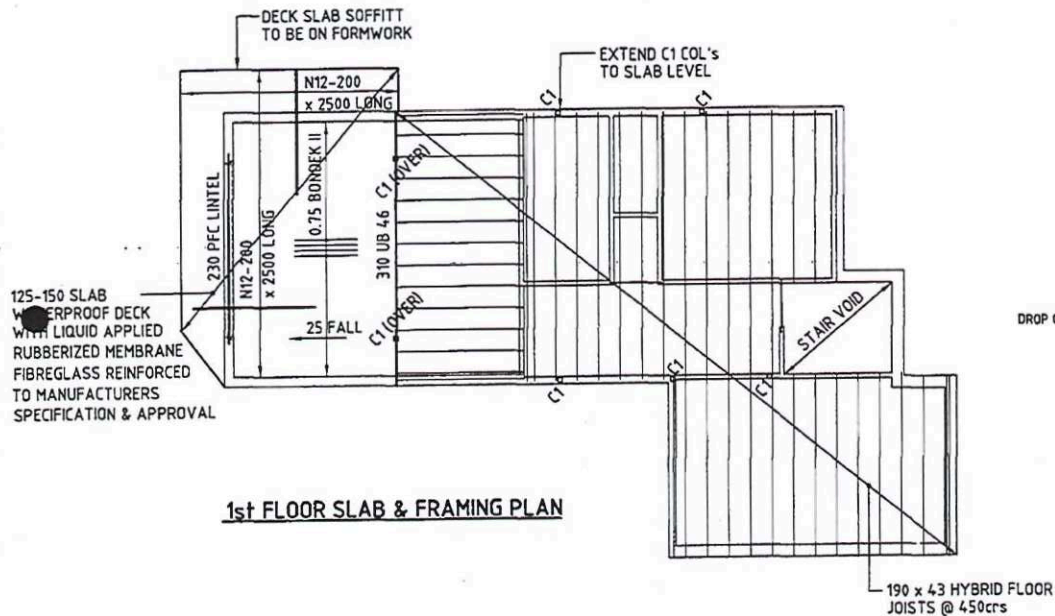 DECK SLAB SOFFITT
TO BE ON FORMWORK
EXTEND C1 COL's
TO SLAB LEVEL
N12-200
x 2500 LONG
C1
C1
230 PFC LINTEL
N12-200
x 2500 LONG
0.75 BONDEK II
310 UB 46
C1 (OVER)
C1 (OVER)
25 FALL
125-150 SLAB
DECK
WITH LIQUID APPLIED
RUBBERIZED MEMBRANE
FIBREGLASS REINFORCED
TO MANUFACTURERS
SPECIFICATION & APPROVAL
STAIR VOID
DROP
C1
C1
C1
1st FLOOR SLAB & FRAMING PLAN
190 x 43 HYBRID FLOOR
JOISTS @ 450crs